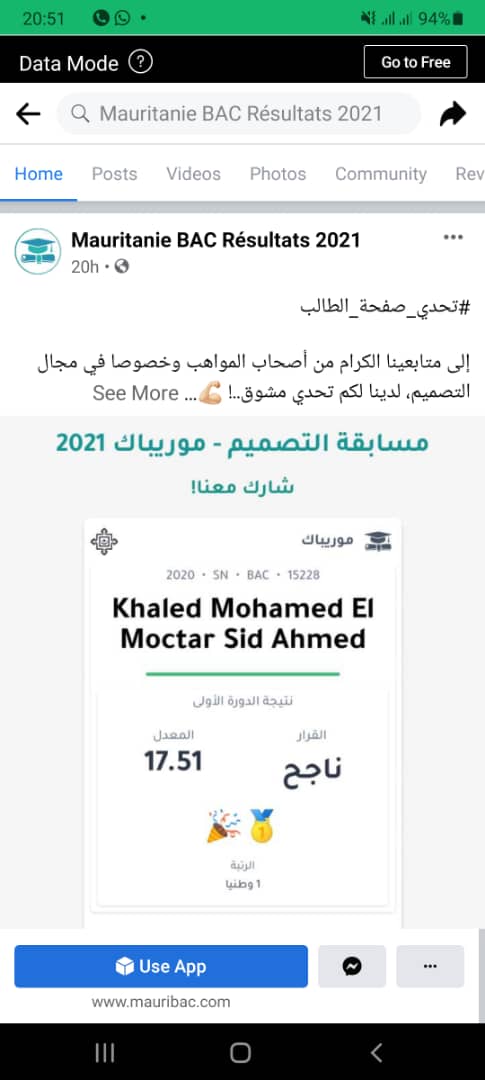 20:51
94%
Data Mode ?
Go to Free
Mauritanie BAC Résultats 2021
Home Posts Videos Photos Community Rev
Mauritanie BAC Résultats 2021
20h
#تحدي_صفحة_الطالب
إلى متابعينا الكرام من أصحاب المواهب وخصوصا في مجال
التصميم، لدينا لكم تحدي مشوق..! 💪🏼... See More
مسابقة التصميم - موريباك 2021
شارك معنا!
موريباك
2020 • SN • BAC • 15228
Khaled Mohamed El
Moctar Sid Ahmed
نتيجة الدورة الأولى
القرار
المعدل
ناجح
17.51
الرتبة
1 وطنيا
Use App
www.mauribac.com